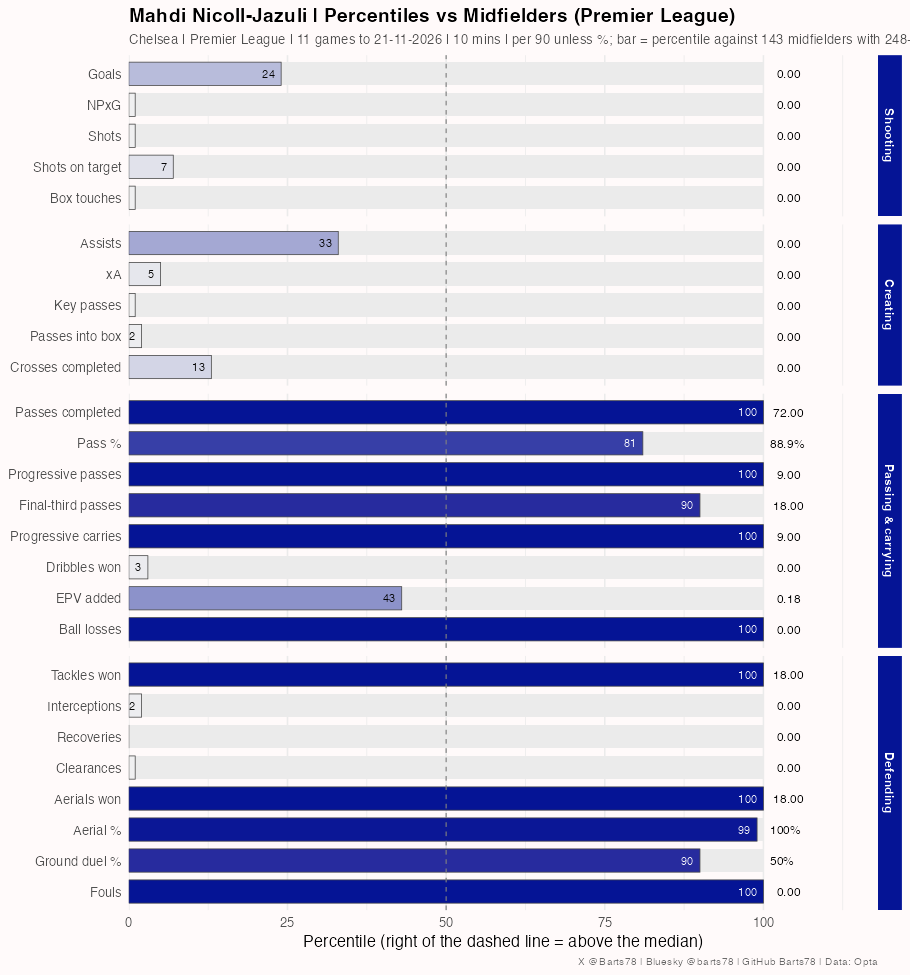 Mahdi Nicoll-Jazuli | Percentiles vs Midfielders (Premier League)
Chelsea | Premier League | 11 games to 21-11-2026 | 10 mins | per 90 unless %; bar = percentile against 143 midfielders with 248-
Shooting
Goals 24 0.00
NPxG 0.00
Shots 0.00
Shots on target 7 0.00
Box touches 0.00
Creating
Assists 33 0.00
xA 5 0.00
Key passes 0.00
Passes into box 2 0.00
Crosses completed 13 0.00
Passing & carrying
Passes completed 100 72.00
Pass % 81 88.9%
Progressive passes 100 9.00
Final-third passes 90 18.00
Progressive carries 100 9.00
Dribbles won 3 0.00
EPV added 43 0.18
Ball losses 100 0.00
Defending
Tackles won 100 18.00
Interceptions 2 0.00
Recoveries 0.00
Clearances 0.00
Aerials won 100 18.00
Aerial % 99 100%
Ground duel % 90 50%
Fouls 100 0.00
0 25 50 75 100
Percentile (right of the dashed line = above the median)
X @Barts78 | Bluesky @barts78 | GitHub Barts78 | Data: Opta